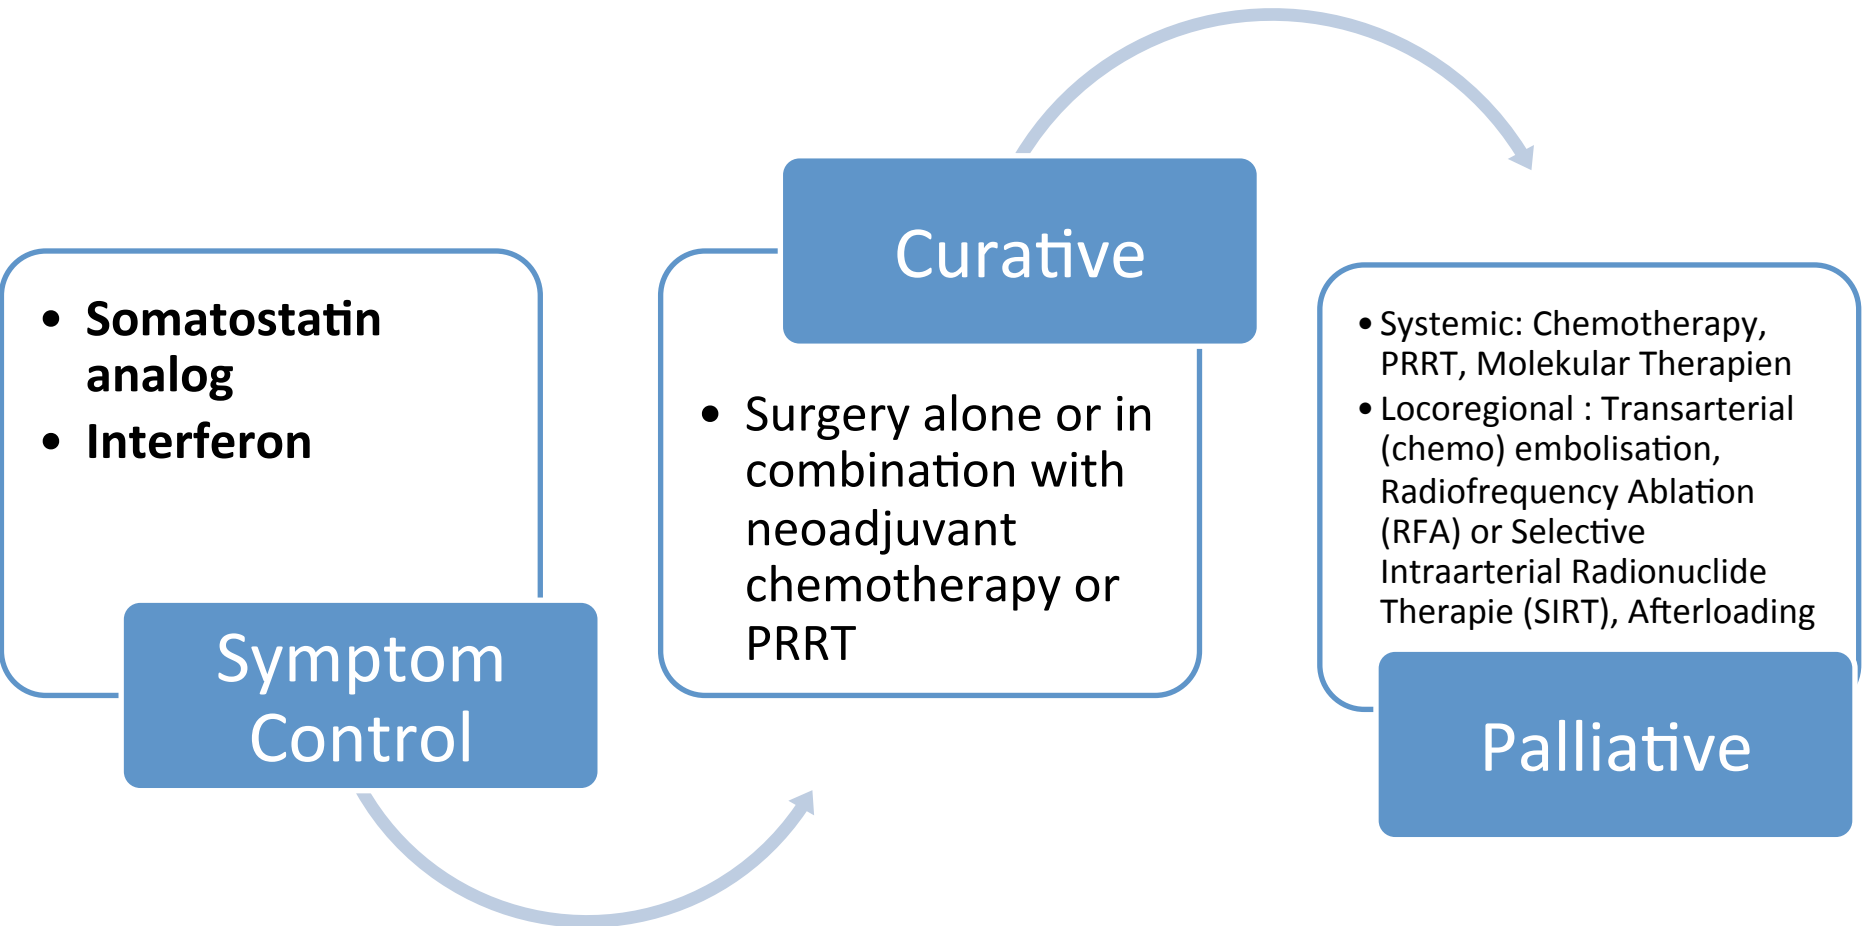 • Somatostatin
analog
• Interferon
Symptom
Control
Curative
• Surgery alone or in
combination with
neoadjuvant
chemotherapy or
PRRT
• Systemic: Chemotherapy,
PRRT, Molekular Therapien
• Locoregional : Transarterial
(chemo) embolisation,
Radiofrequency Ablation
(RFA) or Selective
Intraarterial Radionuclide
Therapie (SIRT), Afterloading
Palliative